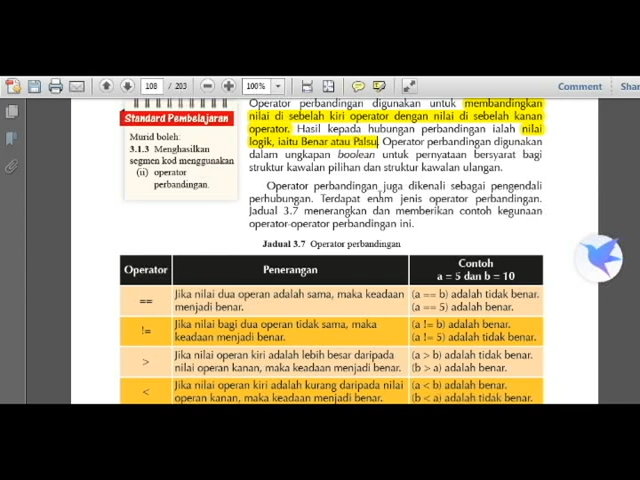 108 / 203
100%
Comment
Shar
Operator perbandingan digunakan untuk membandingkan
nilai di sebelah kiri operator dengan nilai di sebelah kanan
operator. Hasil kepada hubungan perbandingan ialah nilai
logik, iaitu Benar atau Palsu. Operator perbandingan digunakan
dalam ungkapan boolean untuk pernyataan bersyarat bagi
struktur kawalan pilihan dan struktur kawalan ulangan.
Standard Pembelajaran
Murid boleh:
3.1.3 Menghasilkan
segmen kod menggunakan
(ii) operator
perbandingan.
Operator perbandingan juga dikenali sebagai pengendali
perhubungan. Terdapat enam jenis operator perbandingan.
Jadual 3.7 menerangkan dan memberikan contoh kegunaan
operator-operator perbandingan ini.
Jadual 3.7 Operator perbandingan
Operator
Penerangan
Contoh
a = 5 dan b = 10
==
Jika nilai dua operan adalah sama, maka keadaan
menjadi benar.
(a == b) adalah tidak benar.
(a == 5) adalah benar.
!=
Jika nilai bagi dua operan tidak sama, maka
keadaan menjadi benar.
(a != b) adalah benar.
(a != 5) adalah tidak benar.
>
Jika nilai operan kiri adalah lebih besar daripada
nilai operan kanan, maka keadaan menjadi benar.
(a > b) adalah tidak benar.
(b > a) adalah benar.
<
Jika nilai operan kiri adalah kurang daripada nilai
operan kanan, maka keadaan menjadi benar.
(a < b) adalah benar.
(b < a) adalah tidak benar.